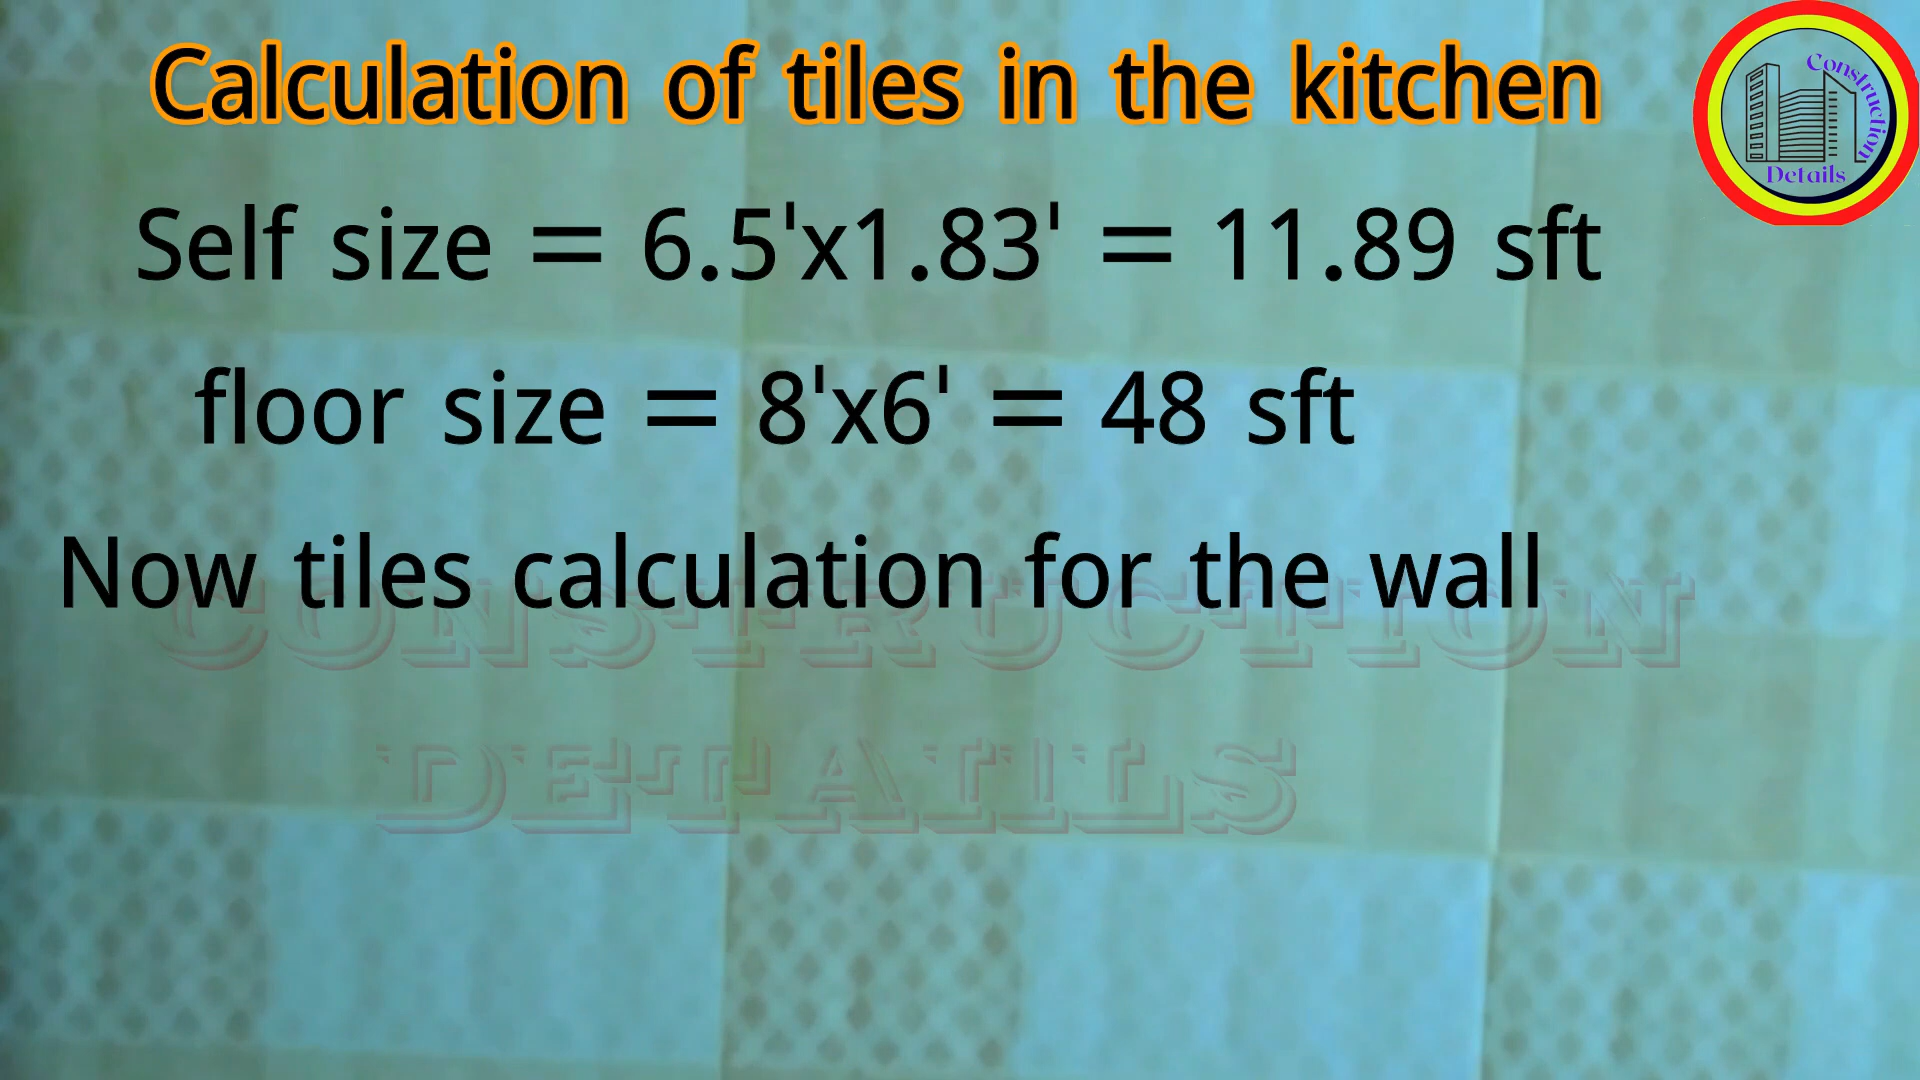 Calculation of tiles in the kitchen
Construction
Details
Self size = 6.5'x1.83' = 11.89 sft
floor size = 8'x6' = 48 sft
Now tiles calculation for the wall
CONSTRUCTION
DETAILS